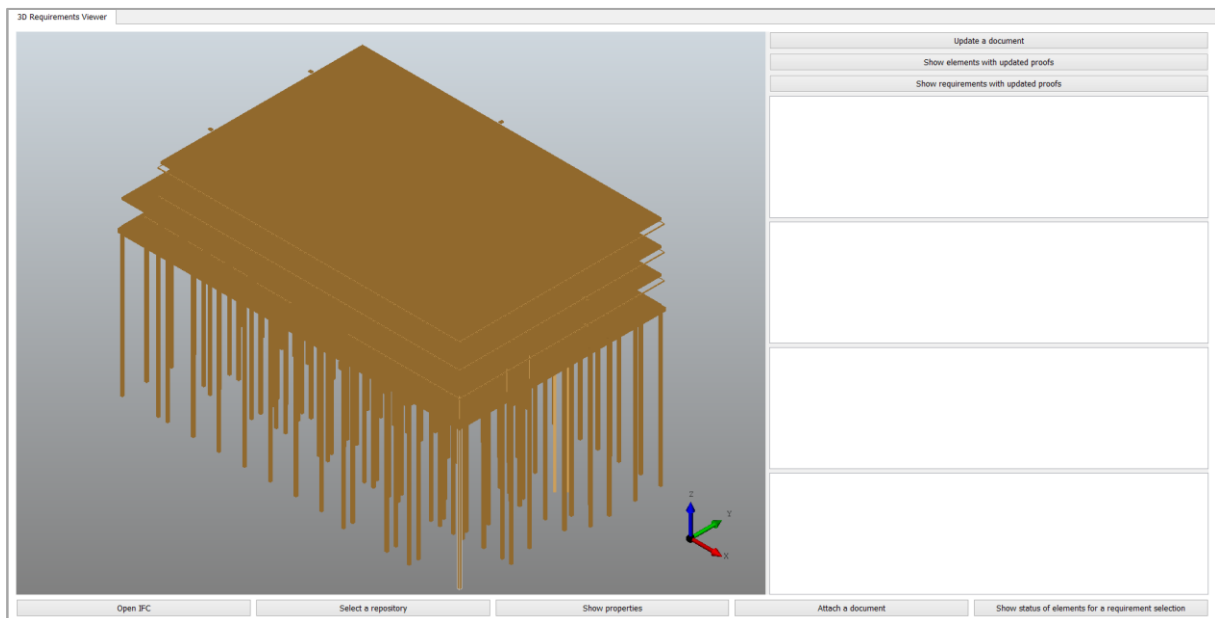 3D Requirements Viewer
Update a document
Show elements with updated proofs
Show requirements with updated proofs
Z
Y
X
Open IFC
Select a repository
Show properties
Attach a document
Show status of elements for a requirement selection